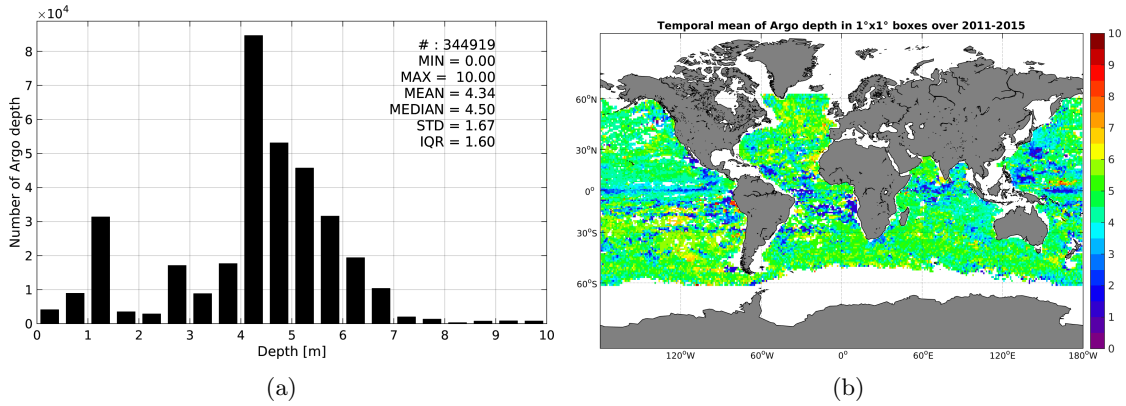 ×10⁴
8
7
6
5
4
3
2
1
0
Number of Argo depth
# : 344919
MIN = 0.00
MAX = 10.00
MEAN = 4.34
MEDIAN = 4.50
STD = 1.67
IQR = 1.60
0 1 2 3 4 5 6 7 8 9 10
Depth [m]
(a)
Temporal mean of Argo depth in 1°x1° boxes over 2011-2015
60°N
30°N
0°
30°S
60°S
120°W 60°W 0° 60°E 120°E 180°W
10
9
8
7
6
5
4
3
2
1
0
(b)